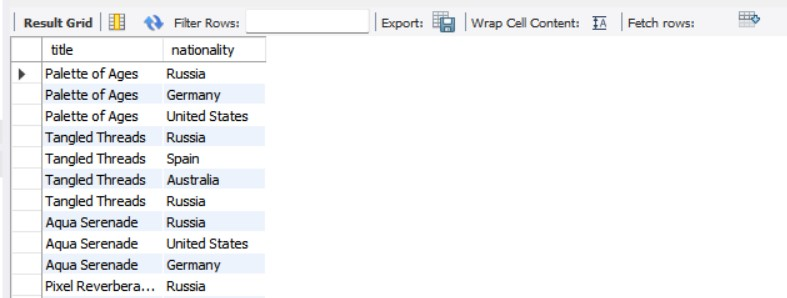 Result Grid Filter Rows: Export: Wrap Cell Content: Fetch rows:
title nationality
Palette of Ages Russia
Palette of Ages Germany
Palette of Ages United States
Tangled Threads Russia
Tangled Threads Spain
Tangled Threads Australia
Tangled Threads Russia
Aqua Serenade Russia
Aqua Serenade United States
Aqua Serenade Germany
Pixel Reverbera... Russia